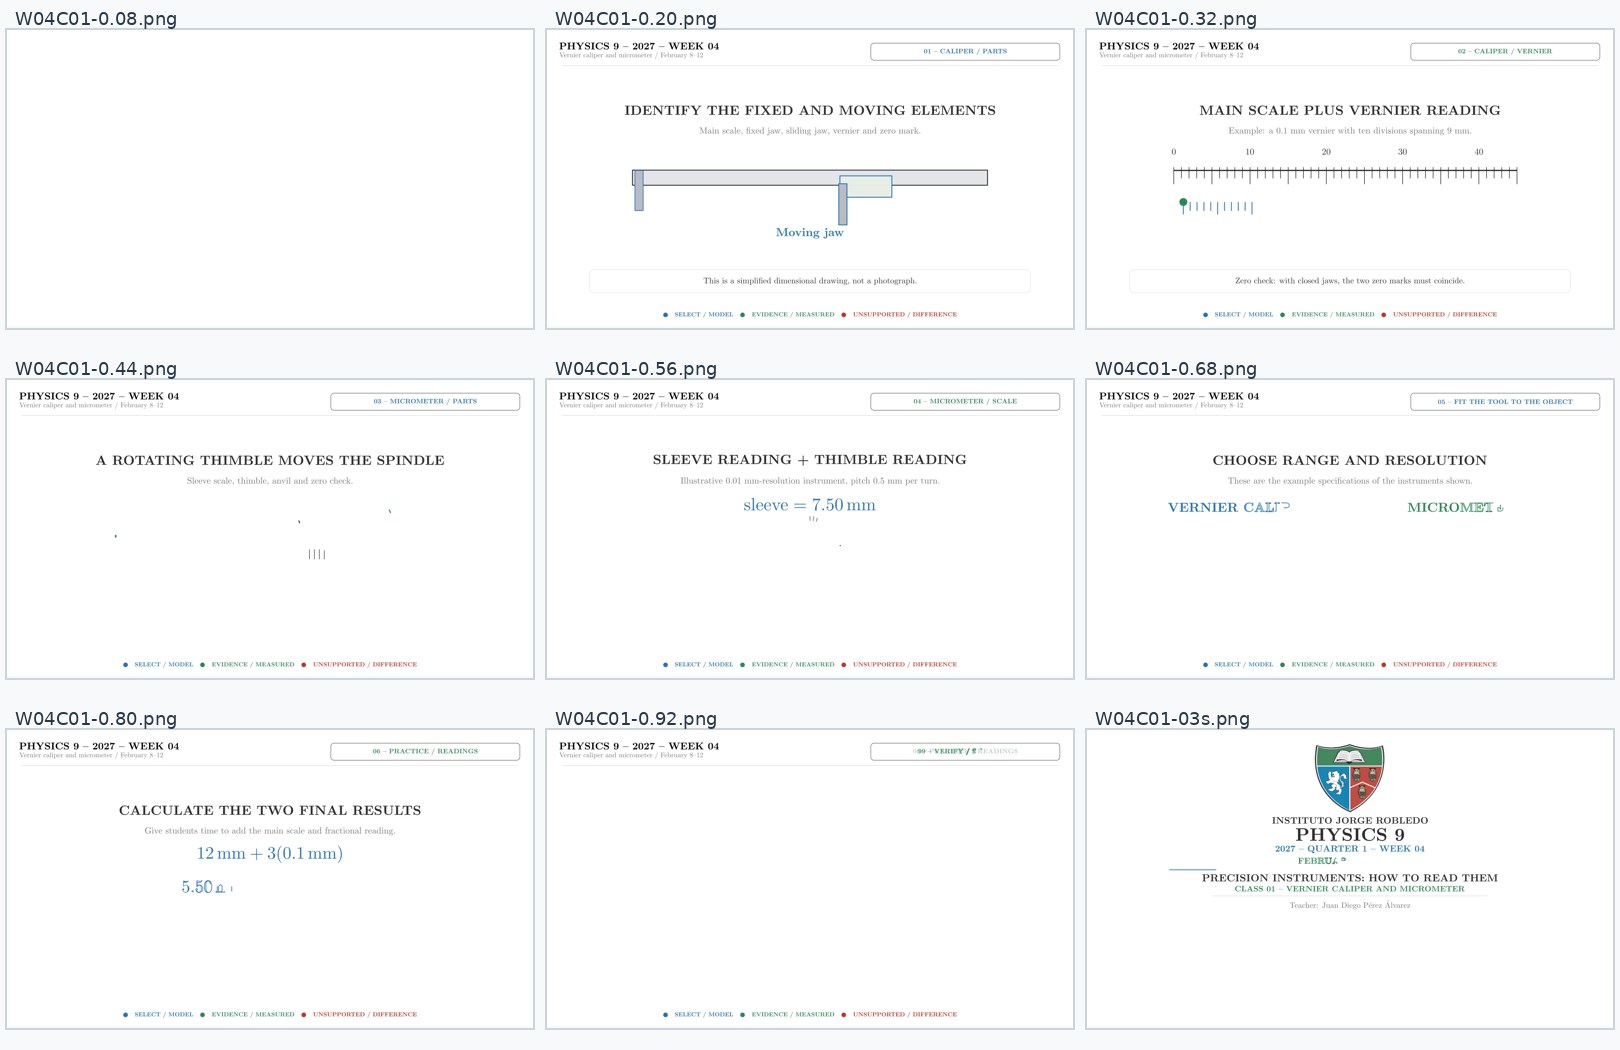 W04C01-0.08.png
W04C01-0.20.png
PHYSICS 9 – 2027 – WEEK 04
Vernier caliper and micrometer / February 8–12
01 – CALIPER / PARTS
IDENTIFY THE FIXED AND MOVING ELEMENTS
Main scale, fixed jaw, sliding jaw, vernier and zero mark.
Moving jaw
This is a simplified dimensional drawing, not a photograph.
SELECT / MODEL EVIDENCE / MEASURED UNSUPPORTED / DIFFERENCE
W04C01-0.32.png
PHYSICS 9 – 2027 – WEEK 04
Vernier caliper and micrometer / February 8–12
02 – CALIPER / VERNIER
MAIN SCALE PLUS VERNIER READING
Example: a 0.1 mm vernier with ten divisions spanning 9 mm.
0 10 20 30 40
Zero check: with closed jaws, the two zero marks must coincide.
SELECT / MODEL EVIDENCE / MEASURED UNSUPPORTED / DIFFERENCE
W04C01-0.44.png
PHYSICS 9 – 2027 – WEEK 04
Vernier caliper and micrometer / February 8–12
03 – MICROMETER / PARTS
A ROTATING THIMBLE MOVES THE SPINDLE
Sleeve scale, thimble, anvil and zero check.
SELECT / MODEL EVIDENCE / MEASURED UNSUPPORTED / DIFFERENCE
W04C01-0.56.png
PHYSICS 9 – 2027 – WEEK 04
Vernier caliper and micrometer / February 8–12
04 – MICROMETER / SCALE
SLEEVE READING + THIMBLE READING
Illustrative 0.01 mm-resolution instrument, pitch 0.5 mm per turn.
sleeve = 7.50 mm
SELECT / MODEL EVIDENCE / MEASURED UNSUPPORTED / DIFFERENCE
W04C01-0.68.png
PHYSICS 9 – 2027 – WEEK 04
Vernier caliper and micrometer / February 8–12
05 – FIT THE TOOL TO THE OBJECT
CHOOSE RANGE AND RESOLUTION
These are the example specifications of the instruments shown.
VERNIER CALI
MICROMET
SELECT / MODEL EVIDENCE / MEASURED UNSUPPORTED / DIFFERENCE
W04C01-0.80.png
PHYSICS 9 – 2027 – WEEK 04
Vernier caliper and micrometer / February 8–12
06 – PRACTICE / READINGS
CALCULATE THE TWO FINAL RESULTS
Give students time to add the main scale and fractional reading.
12 mm + 3(0.1 mm)
5.50
SELECT / MODEL EVIDENCE / MEASURED UNSUPPORTED / DIFFERENCE
W04C01-0.92.png
PHYSICS 9 – 2027 – WEEK 04
Vernier caliper and micrometer / February 8–12
SELECT / MODEL EVIDENCE / MEASURED UNSUPPORTED / DIFFERENCE
W04C01-03s.png
INSTITUTO JORGE ROBLEDO
PHYSICS 9
2027 – QUARTER 1 – WEEK 04
FEBRU
PRECISION INSTRUMENTS: HOW TO READ THEM
CLASS 01 – VERNIER CALIPER AND MICROMETER
Teacher: Juan Diego Pérez Álvarez